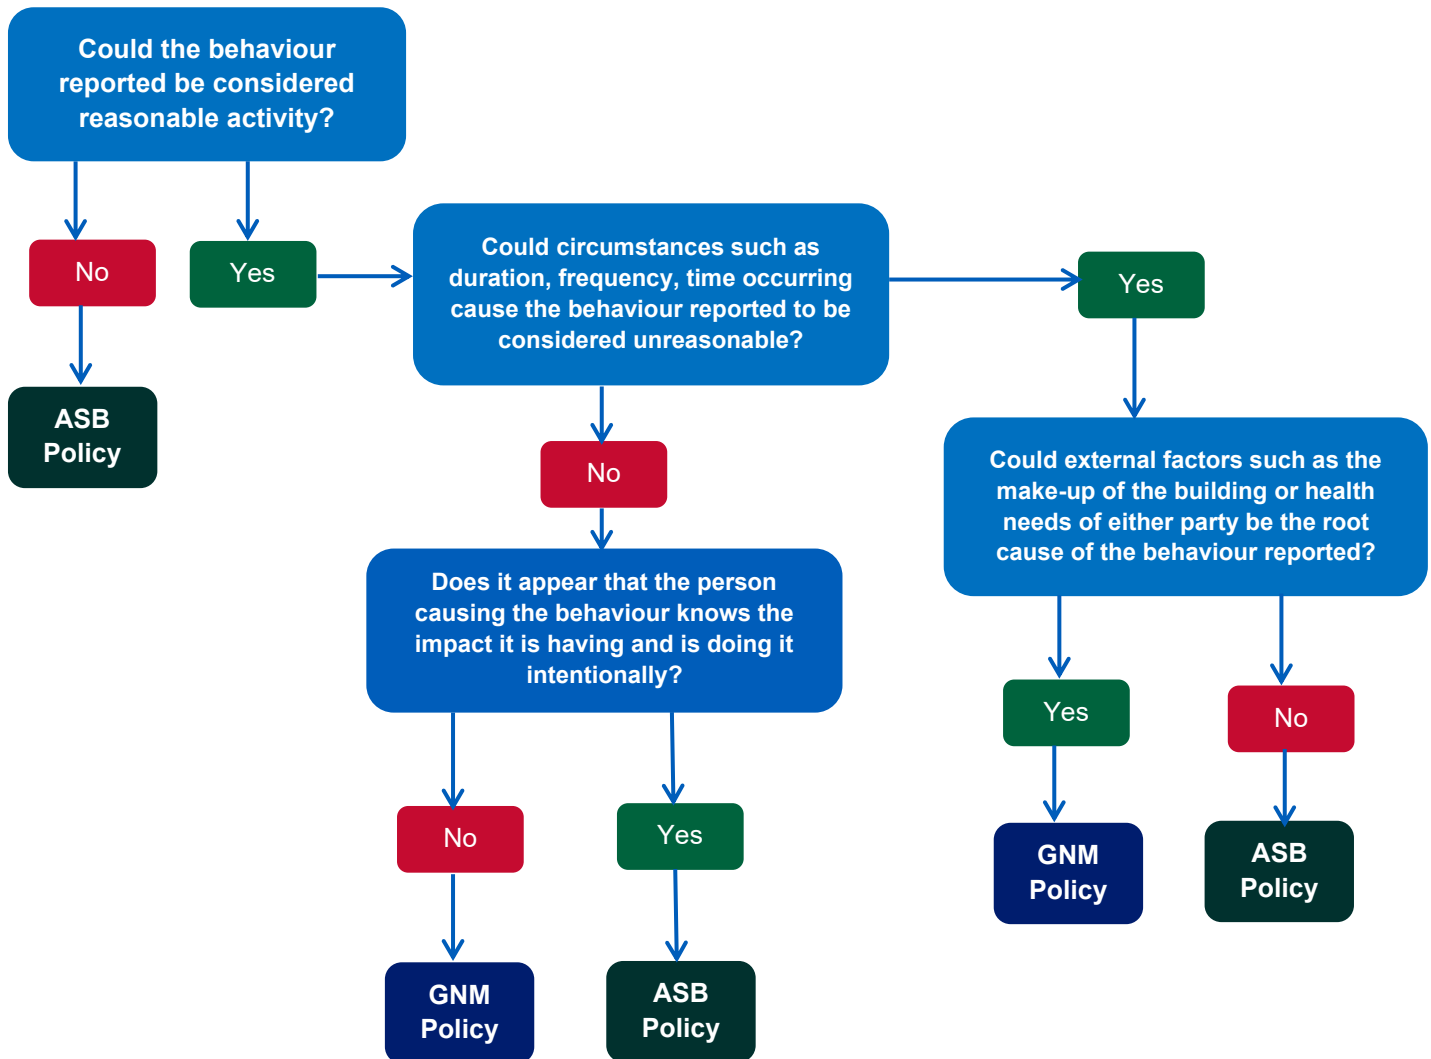 Could the behaviour
reported be considered
reasonable activity?
No
Yes
ASB
Policy
Could circumstances such as
duration, frequency, time occurring
cause the behaviour reported to be
considered unreasonable?
Yes
No
Could external factors such as the
make-up of the building or health
needs of either party be the root
cause of the behaviour reported?
Does it appear that the person
causing the behaviour knows the
impact it is having and is doing it
intentionally?
No
Yes
GNM
Policy
ASB
Policy
Yes
No
GNM
Policy
ASB
Policy